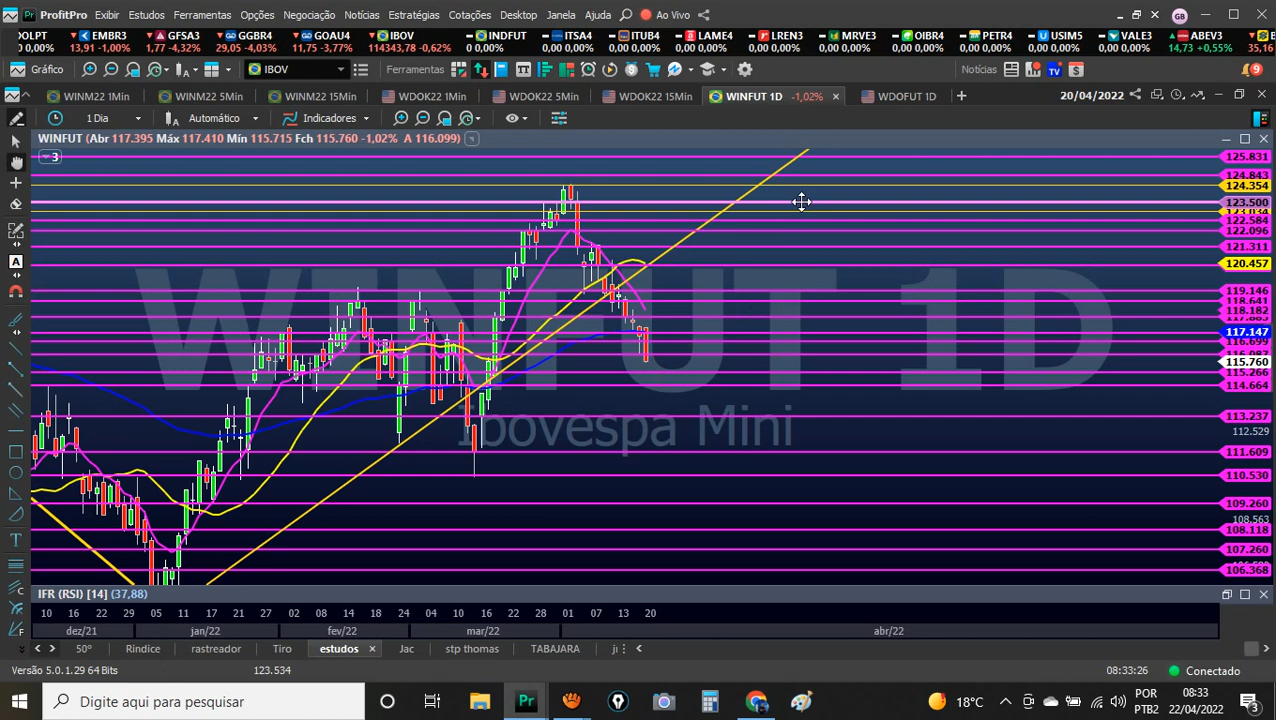 ProfitPro Exibir Estudos Ferramentas Opções Negociação Notícias Estratégias Cotações Desktop Janela Ajuda Ao Vivo GB
DOLPT EMBR3 GFSA3 GGBR4 GOAU4 IBOV INDFUT ITSA4 ITUB4 LAME4 LREN3 MRVE3 OIBR4 PETR4 USIM5 VALE3 ABEV3
0 0,00% 13,91 -1,00% 1,77 -4,32% 29,05 -4,03% 11,75 -3,77% 114343,78 -0,62% 0 0,00% 0 0,00% 0 0,00% 0 0,00% 0 0,00% 0 0,00% 0 0,00% 0 0,00% 0 0,00% 0 0,00% 14,73 +0,55% 35,16
Gráfico IBOV Ferramentas Notícias TV 9
WINM22 1Min WINM22 5Min WINM22 15Min WDOK22 1Min WDOK22 5Min WDOK22 15Min WINFUT 1D -1,02% WDOFUT 1D 20/04/2022
1 Dia Automático Indicadores
WINFUT (Abr 117.395 Máx 117.410 Mín 115.715 Fch 115.760 -1,02% A 116.099)
3
125.831
124.843
124.354
123.500
123.034
122.584
122.096
121.311
120.457
119.146
118.641
118.182
117.147
116.699
115.760
115.266
114.664
113.237
112.529
111.609
110.530
109.260
108.563
108.118
107.260
106.368
WINFUT 1D
Ibovespa Mini
IFR (RSI) [14] (37,88)
10 16 22 28 05 11 17 21 27 02 08 14 18 24 04 10 16 22 28 01 07 13 20
dez/21 jan/22 fev/22 mar/22 abr/22
50° Rindice rastreador Tiro estudos Jac stp thomas TABAJARA
Versão 5.0.1.29 64 Bits 123.534 08:33:26 Conectado
Digite aqui para pesquisar Pr 18°C POR 08:33
PTB2 22/04/2022 3